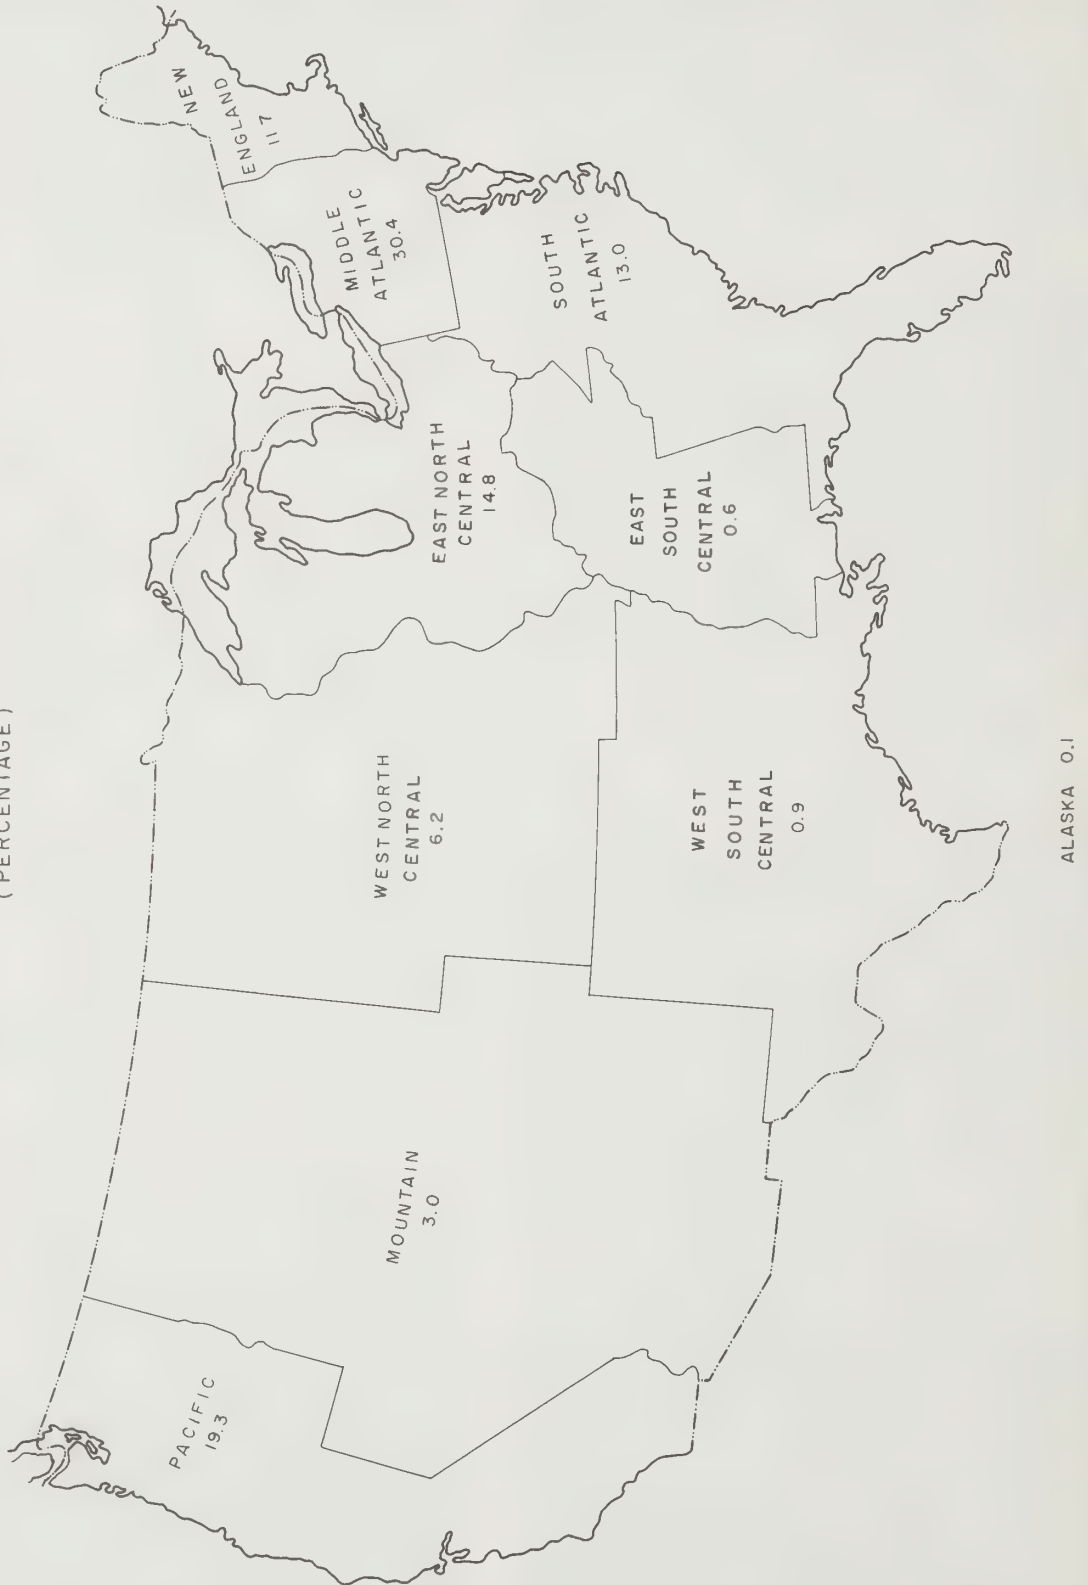 (PERCENTAGE)
NEW
ENGLAND
11.7
MIDDLE
ATLANTIC
30.4
SOUTH
ATLANTIC
13.0
EAST NORTH
CENTRAL
14.8
EAST
SOUTH
CENTRAL
0.6
WEST NORTH
CENTRAL
6.2
WEST
SOUTH
CENTRAL
0.9
MOUNTAIN
3.0
PACIFIC
19.3
ALASKA 0.1